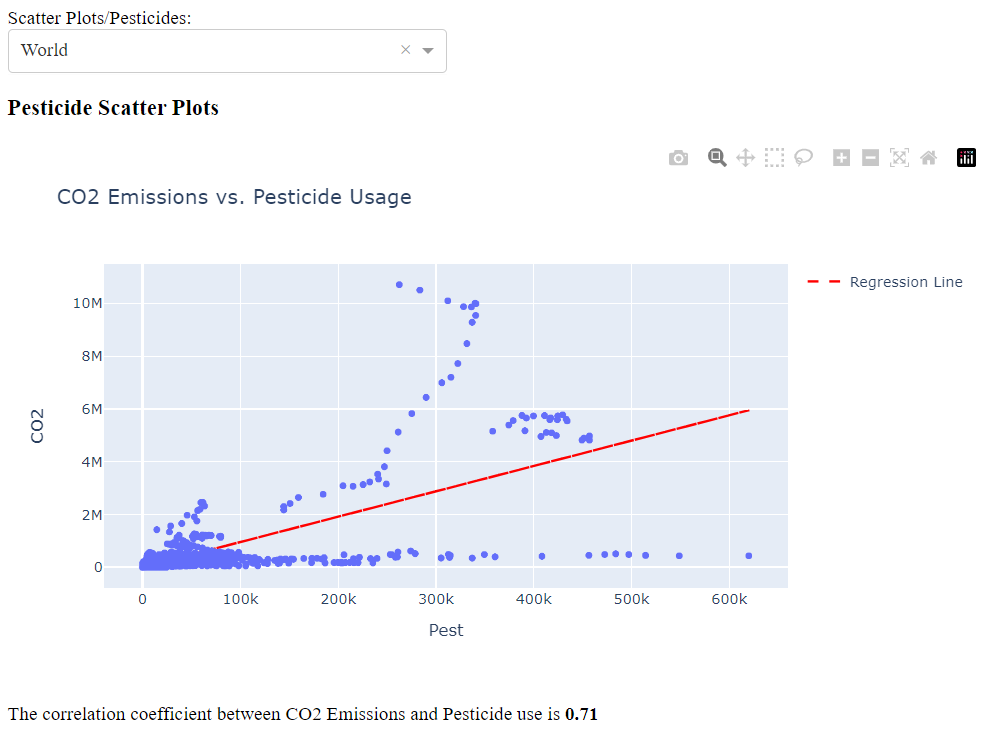 Scatter Plots/Pesticides:
World
Pesticide Scatter Plots
CO2 Emissions vs. Pesticide Usage
Regression Line
10M
8M
6M
4M
2M
0
CO2
0 100k 200k 300k 400k 500k 600k
Pest
The correlation coefficient between CO2 Emissions and Pesticide use is 0.71